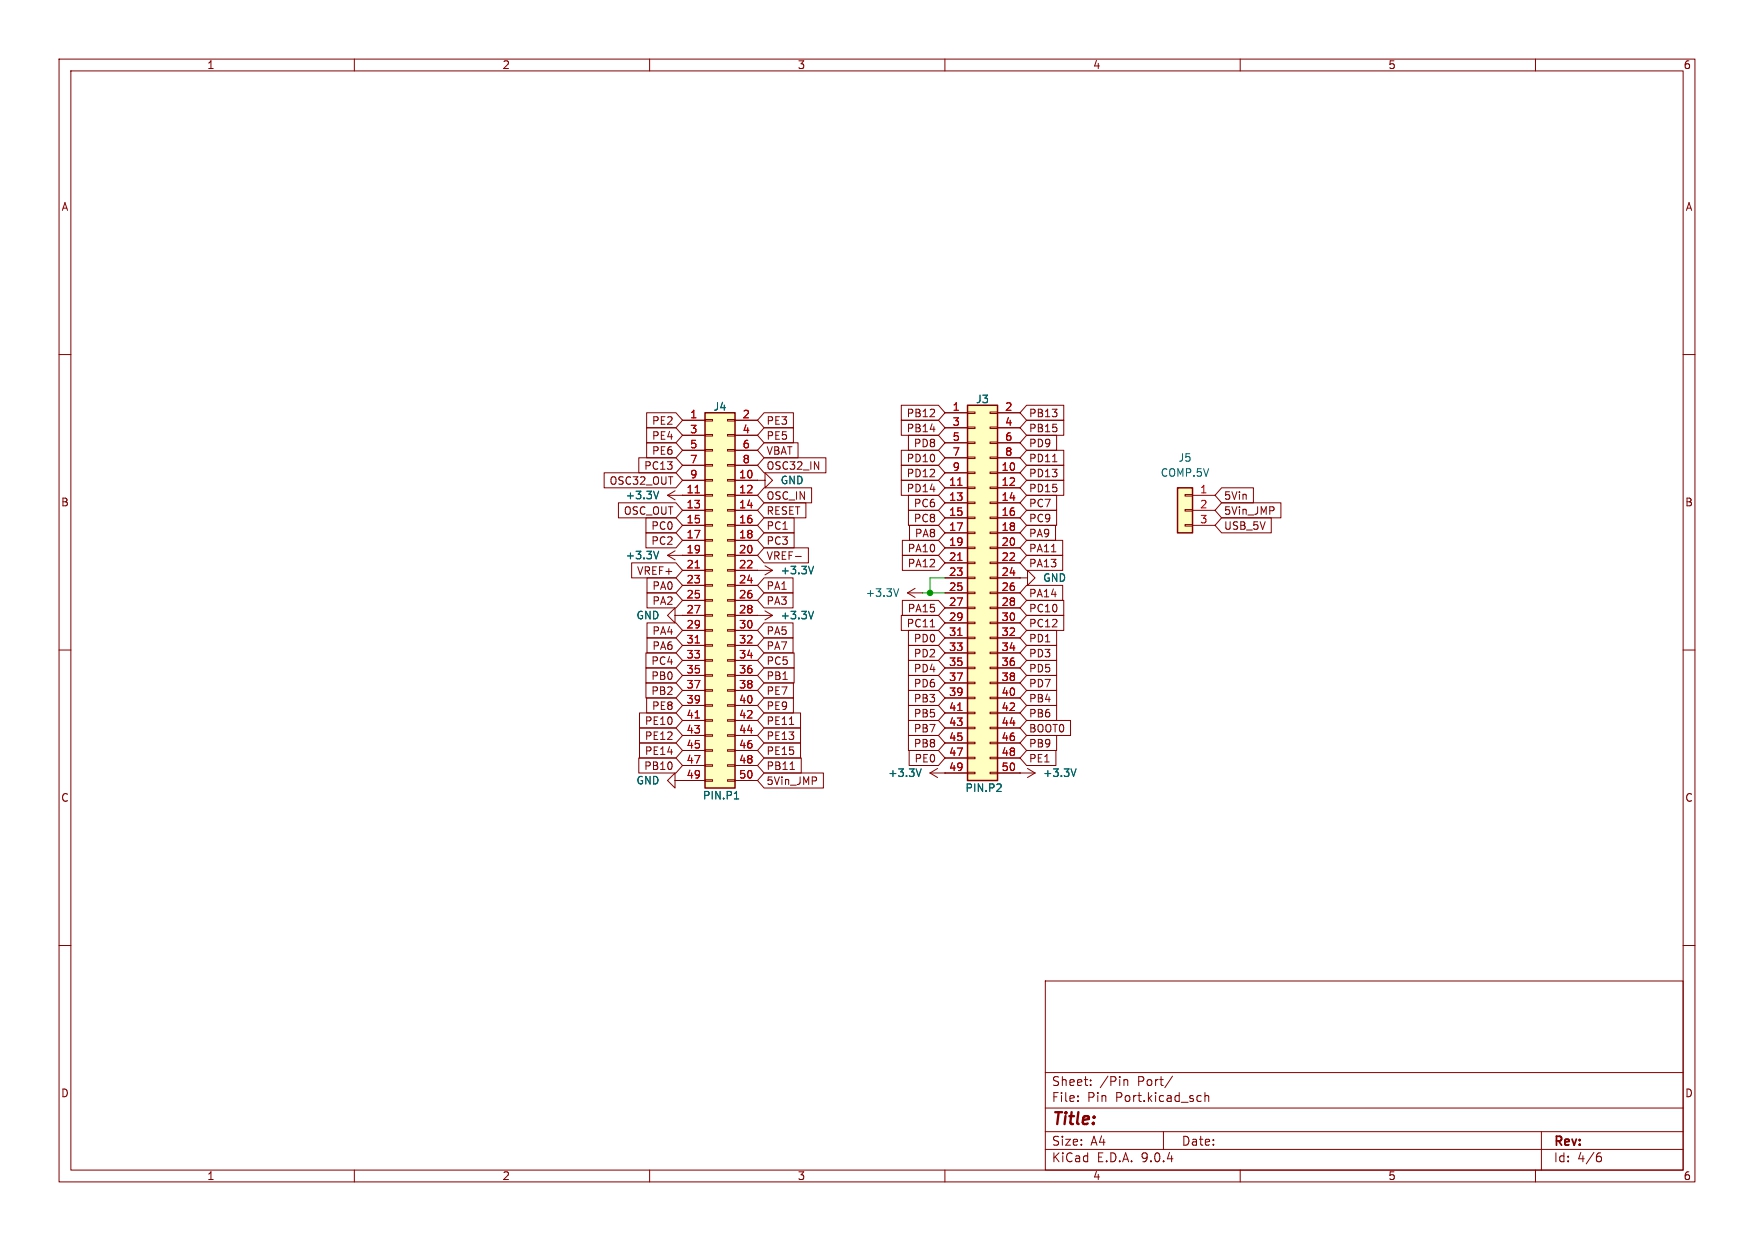 1 2 3 4 5 6
A A
B B
C C
D D
J4
PE2 1 2 PE3
PE4 3 4 PE5
PE6 5 6 VBAT
PC13 7 8 OSC32_IN
OSC32_OUT 9 10 GND
+3.3V 11 12 OSC_IN
OSC_OUT 13 14 RESET
PC0 15 16 PC1
PC2 17 18 PC3
+3.3V 19 20 VREF-
VREF+ 21 22 +3.3V
PA0 23 24 PA1
PA2 25 26 PA3
GND 27 28 +3.3V
PA4 29 30 PA5
PA6 31 32 PA7
PC4 33 34 PC5
PB0 35 36 PB1
PB2 37 38 PE7
PE8 39 40 PE9
PE10 41 42 PE11
PE12 43 44 PE13
PE14 45 46 PE15
PB10 47 48 PB11
GND 49 50 5Vin_JMP
PIN.P1
J3
PB12 1 2 PB13
PB14 3 4 PB15
PD8 5 6 PD9
PD10 7 8 PD11
PD12 9 10 PD13
PD14 11 12 PD15
PC6 13 14 PC7
PC8 15 16 PC9
PA8 17 18 PA9
PA10 19 20 PA11
PA12 21 22 PA13
23 24 GND
+3.3V 25 26 PA14
PA15 27 28 PC10
PC11 29 30 PC12
PD0 31 32 PD1
PD2 33 34 PD3
PD4 35 36 PD5
PD6 37 38 PD7
PB3 39 40 PB4
PB5 41 42 PB6
PB7 43 44 BOOT0
PB8 45 46 PB9
PE0 47 48 PE1
+3.3V 49 50 +3.3V
PIN.P2
J5
COMP.5V
1 5Vin
2 5Vin_JMP
3 USB_5V
Sheet: /Pin Port/
File: Pin Port.kicad_sch
Title:
Size: A4 Date: Rev:
KiCad E.D.A. 9.0.4 Id: 4/6
1 2 3 4 5 6